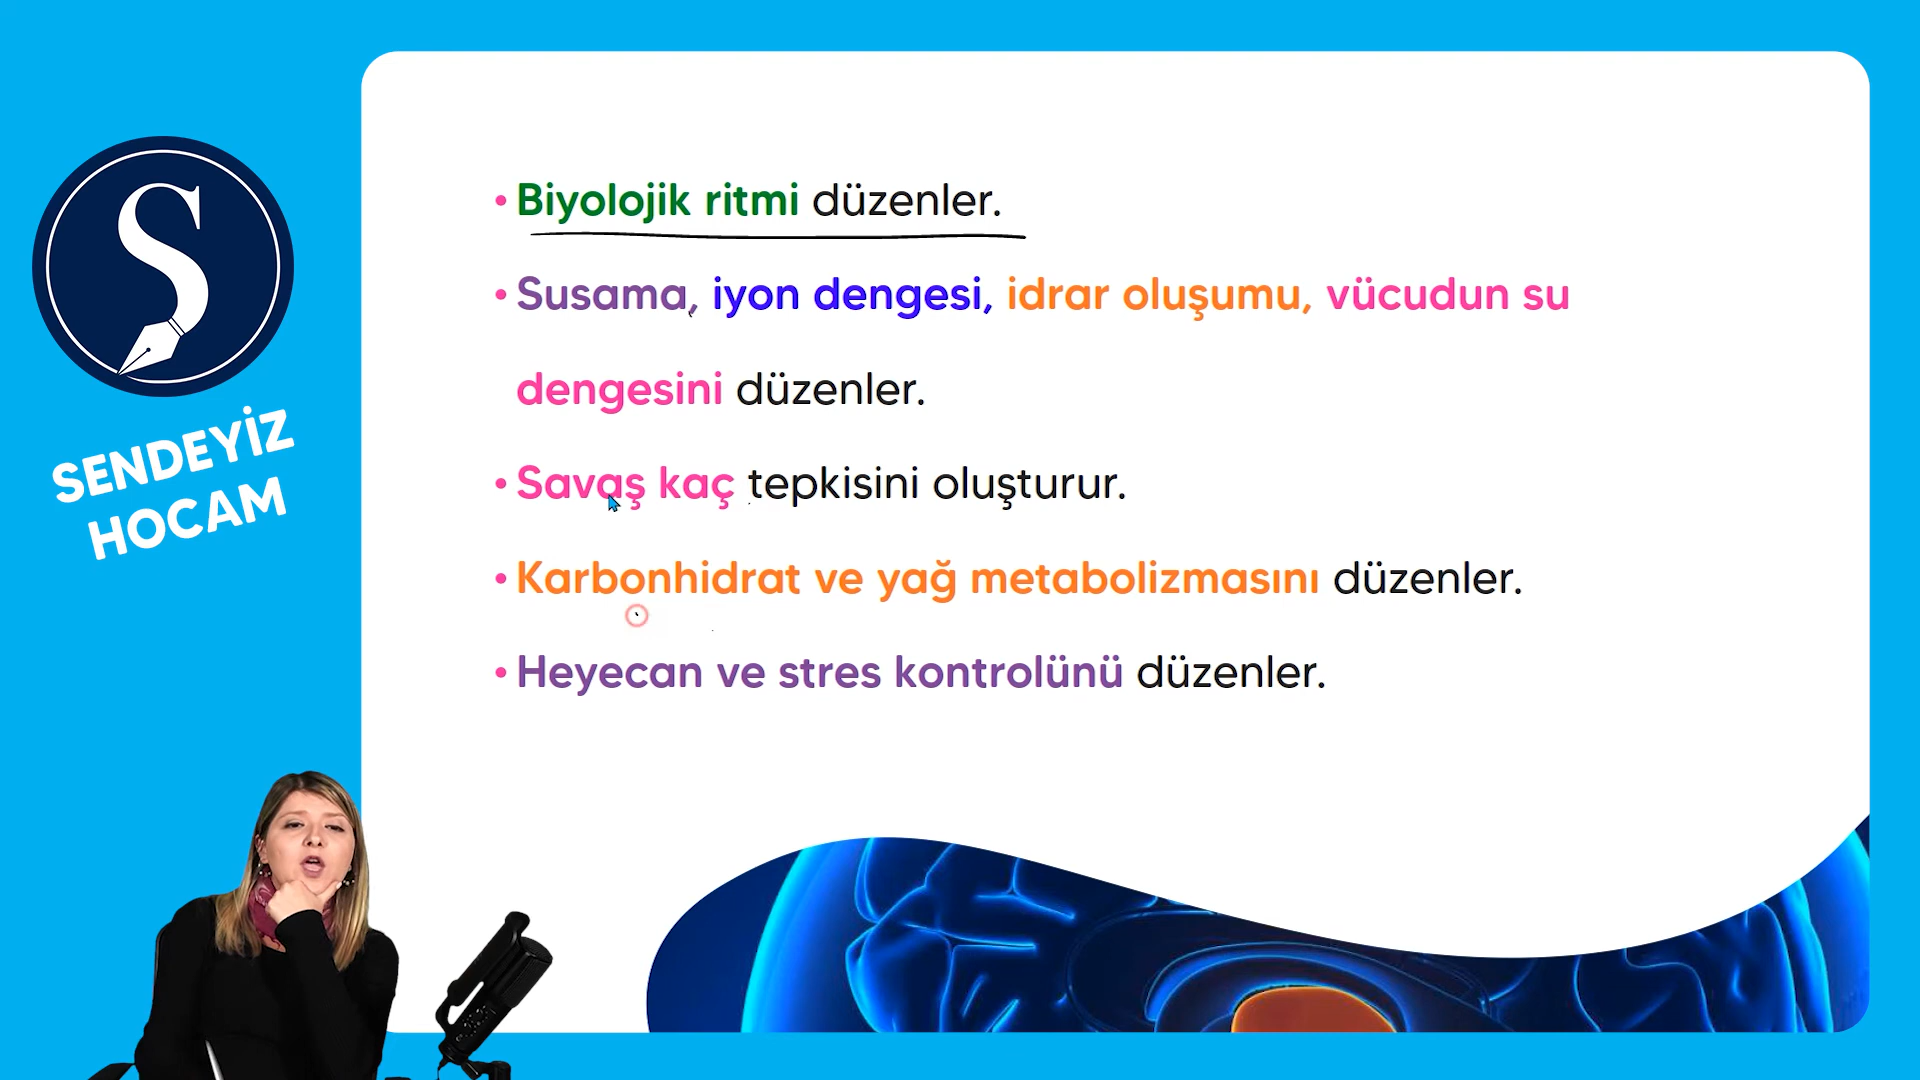 SENDEYİZ
HOCAM
• Biyolojik ritmi düzenler.
• Susama, iyon dengesi, idrar oluşumu, vücudun su
dengesini düzenler.
• Savaş kaç tepkisini oluşturur.
• Karbonhidrat ve yağ metabolizmasını düzenler.
• Heyecan ve stres kontrolünü düzenler.